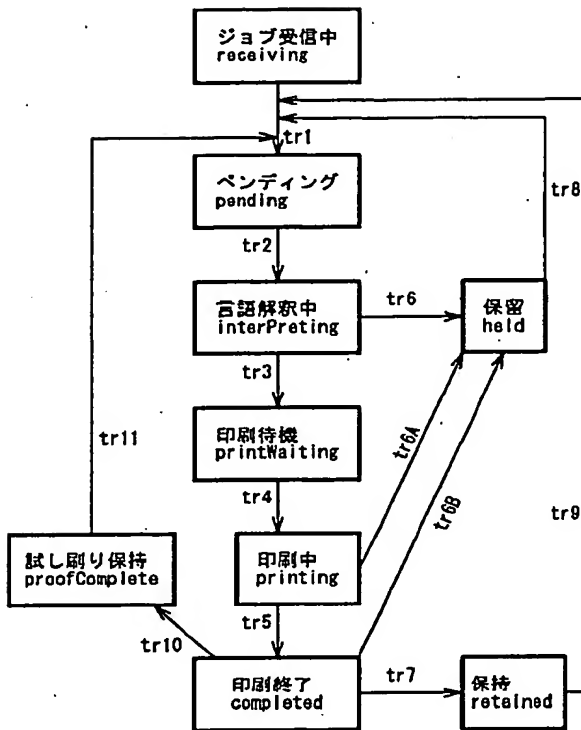 ジョブ受信中
receiving
tr1
ペンディング
pending
tr8
tr2
言語解釈中
interPreting
tr6
保留
held
tr3
tr11
印刷待機
printWaiting
tr6A
tr4
tr6B
tr9
試し刷り保持
proofComplete
印刷中
printing
tr5
tr10
印刷終了
completed
tr7
保持
retained